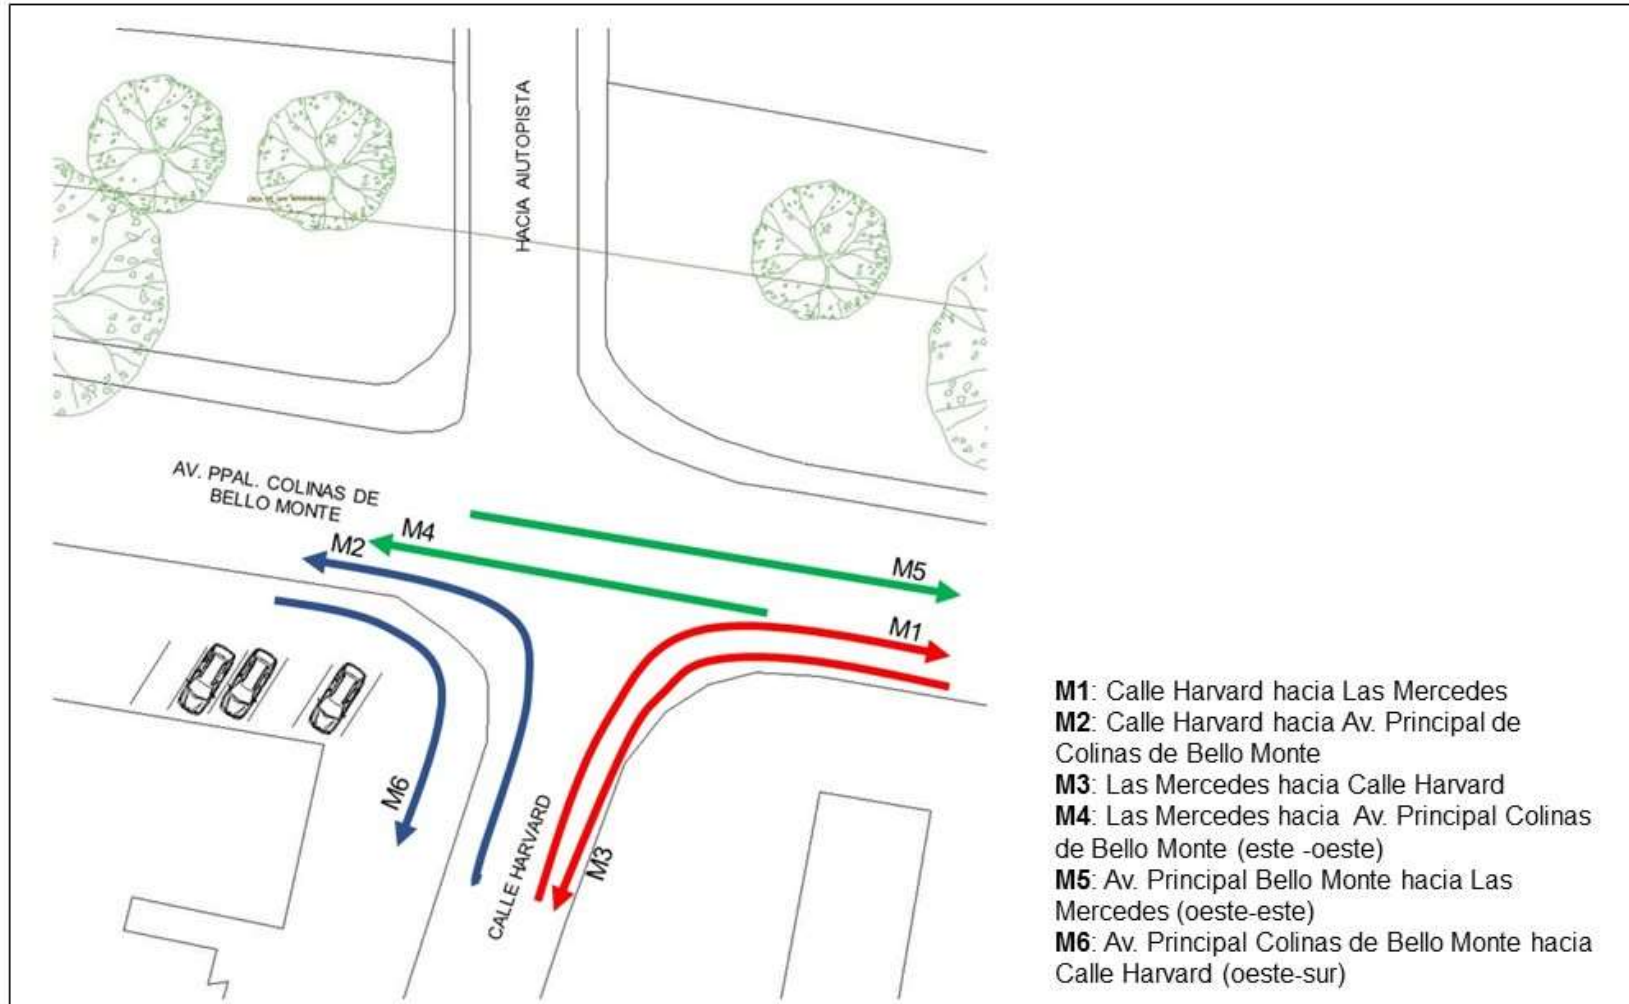 HACIA AIUTOPISTA
AV. PPAL. COLINAS DE
BELLO MONTE
M4
M2
M5
M1
M6
CALLE HARVARD
M3
M1: Calle Harvard hacia Las Mercedes
M2: Calle Harvard hacia Av. Principal de
Colinas de Bello Monte
M3: Las Mercedes hacia Calle Harvard
M4: Las Mercedes hacia Av. Principal Colinas
de Bello Monte (este -oeste)
M5: Av. Principal Bello Monte hacia Las
Mercedes (oeste-este)
M6: Av. Principal Colinas de Bello Monte hacia
Calle Harvard (oeste-sur)